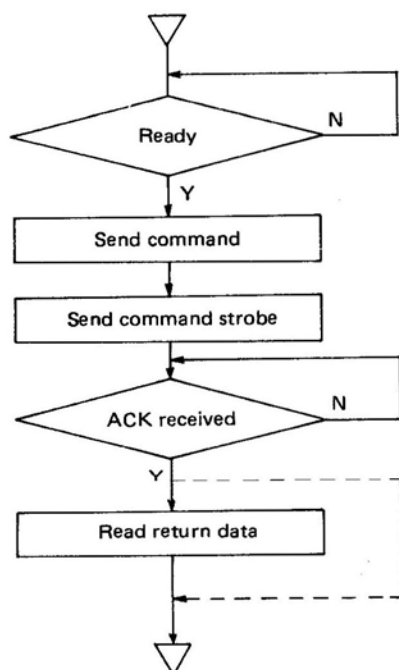 Ready
N
Y
Send command
Send command strobe
ACK received
N
Y
Read return data